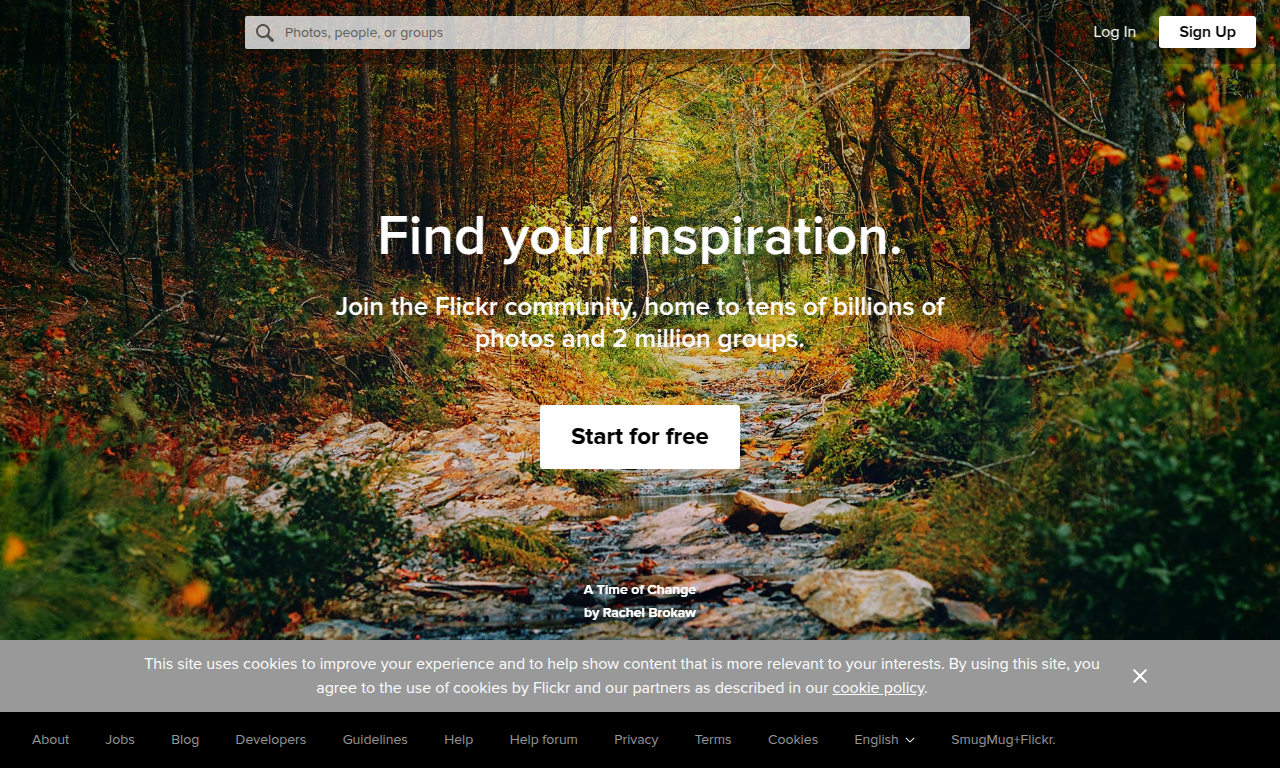 Photos, people, or groups
Log In
Sign Up
Find your inspiration.
Join the Flickr community, home to tens of billions of
photos and 2 million groups.
Start for free
A Time of Change
by Rachel Brokaw
This site uses cookies to improve your experience and to help show content that is more relevant to your interests. By using this site, you
agree to the use of cookies by Flickr and our partners as described in our cookie policy.
About Jobs Blog Developers Guidelines Help Help forum Privacy Terms Cookies English SmugMug+Flickr.